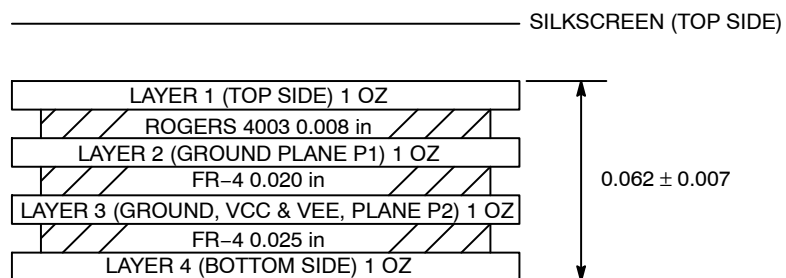 SILKSCREEN (TOP SIDE)
LAYER 1 (TOP SIDE) 1 OZ
ROGERS 4003 0.008 in
LAYER 2 (GROUND PLANE P1) 1 OZ
FR−4 0.020 in
0.062 ± 0.007
LAYER 3 (GROUND, VCC & VEE, PLANE P2) 1 OZ
FR−4 0.025 in
LAYER 4 (BOTTOM SIDE) 1 OZ